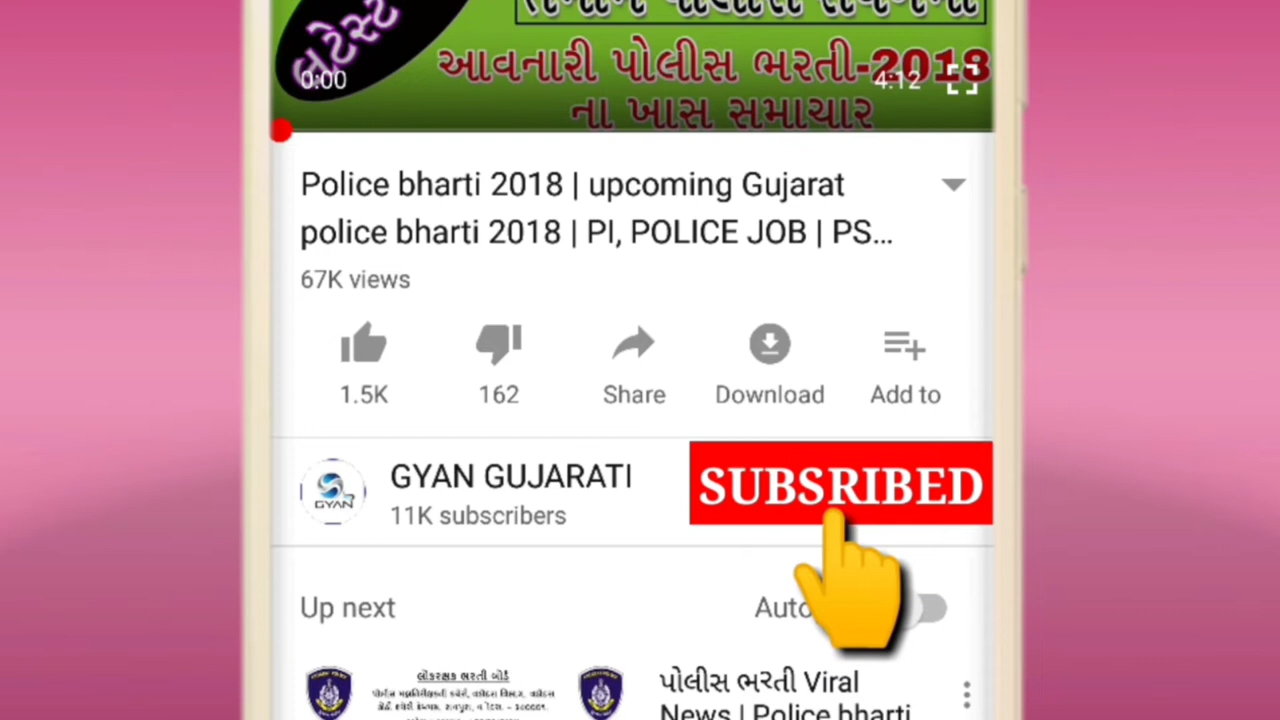 લેટેસ્ટ
આવનારી પોલીસ ભરતી-2018
0:00
4:12
ના ખાસ સમાચાર
Police bharti 2018 | upcoming Gujarat
police bharti 2018 | PI, POLICE JOB | PS...
67K views
1.5K
162
Share
Download
Add to
GYAN
GYAN GUJARATI
11K subscribers
SUBSRIBED
Up next
લોકરક્ષક ભરતી બોર્ડ
પોલીસ ભરતી Viral
News | Police bharti